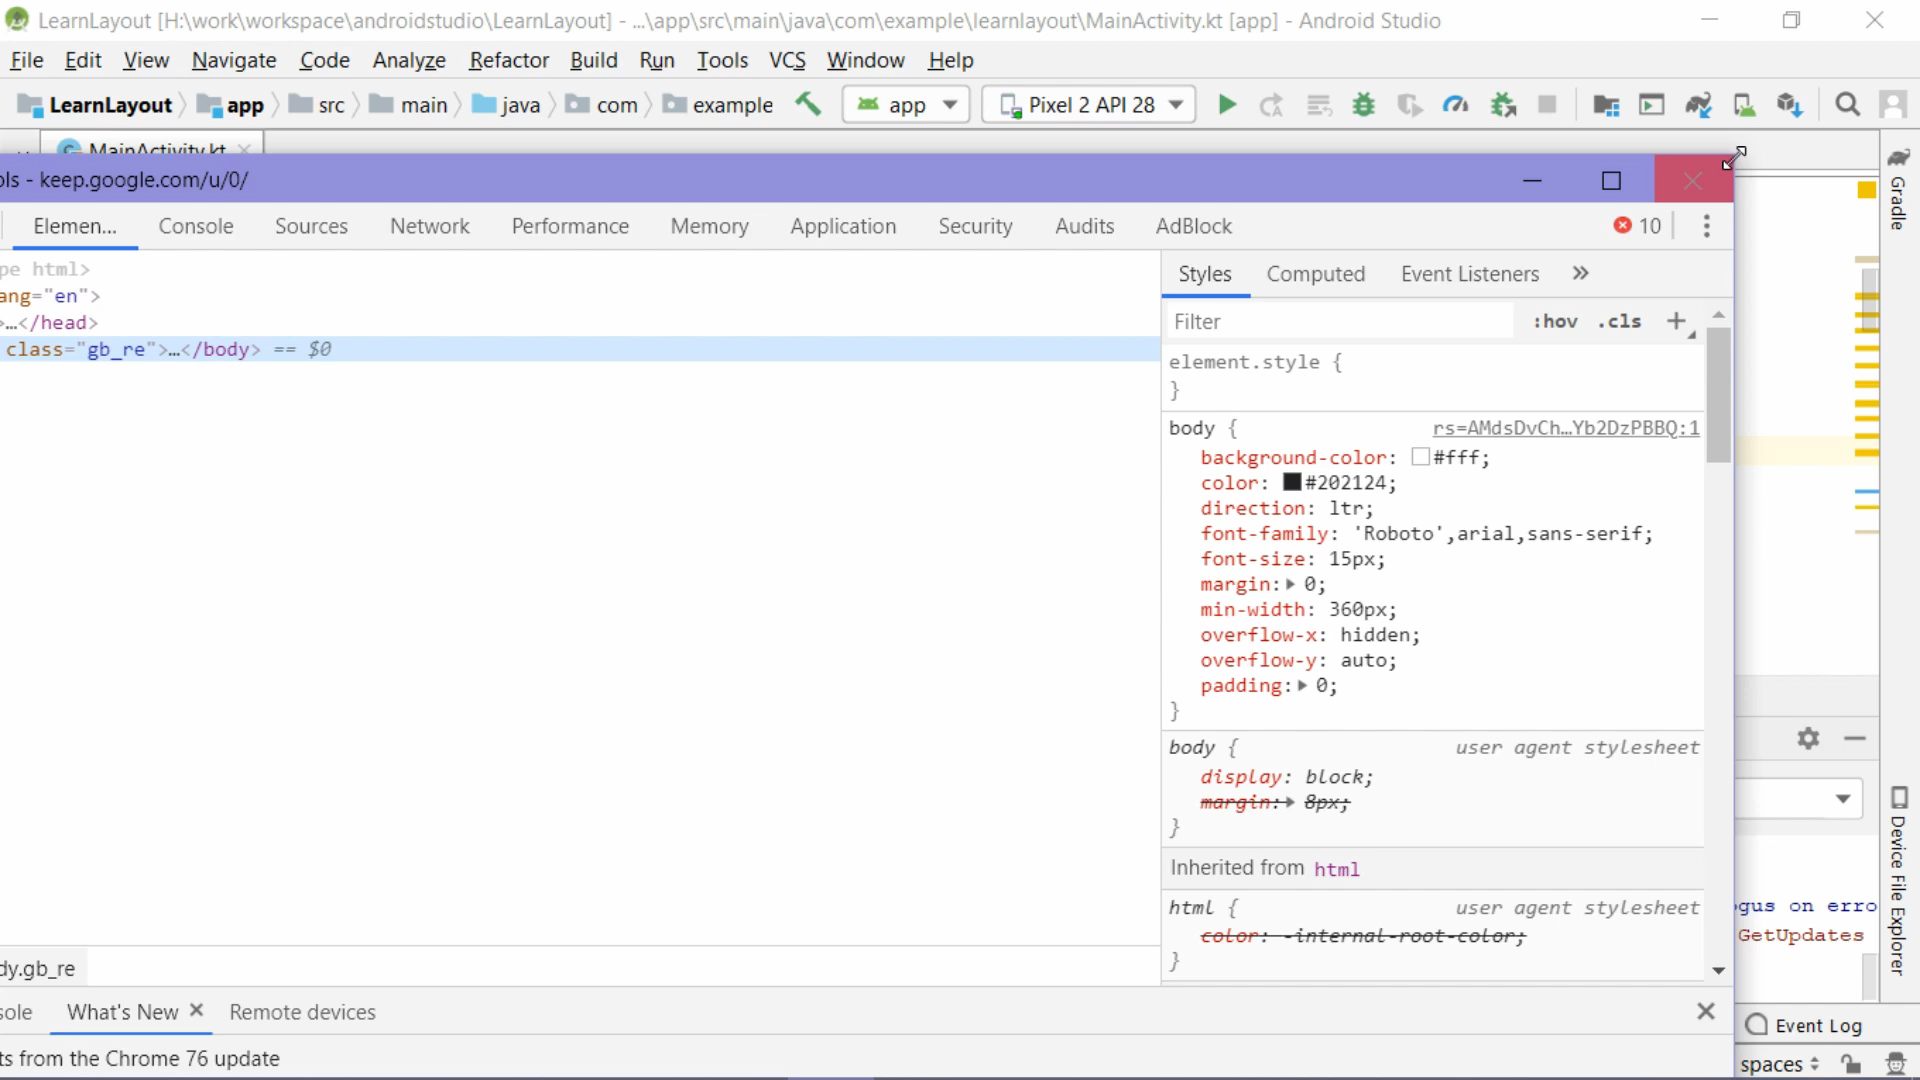 LearnLayout [H:\work\workspace\androidstudio\LearnLayout] - ...\app\src\main\java\com\example\learnlayout\MainActivity.kt [app] - Android Studio
File Edit View Navigate Code Analyze Refactor Build Run Tools VCS Window Help
LearnLayout app src main java com example app Pixel 2 API 28
MainActivity.kt
ols - keep.google.com/u/0/
Elemen... Console Sources Network Performance Memory Application Security Audits AdBlock 10
pe html>
ang="en">
>…</head>
class="gb_re">…</body> == $0
Styles Computed Event Listeners »
Filter :hov .cls +
element.style {
}
body { rs=AMdsDvCh…Yb2DzPBBQ:1
background-color: #fff;
color: #202124;
direction: ltr;
font-family: 'Roboto',arial,sans-serif;
font-size: 15px;
margin: 0;
min-width: 360px;
overflow-x: hidden;
overflow-y: auto;
padding: 0;
}
body { user agent stylesheet
display: block;
margin: 8px;
}
Inherited from html
html { user agent stylesheet
color: -internal-root-color;
}
dy.gb_re
sole What's New Remote devices
ts from the Chrome 76 update
Gradle
Device File Explorer
ogus on erro
GetUpdates
Event Log
spaces